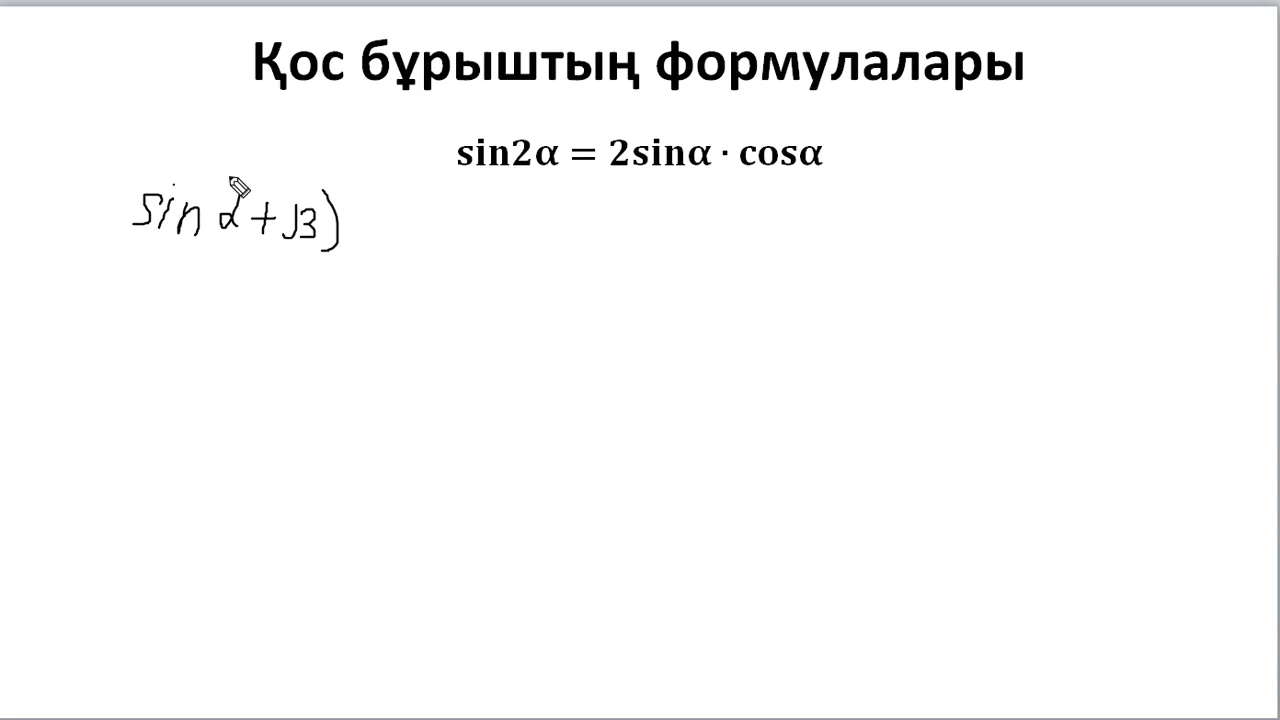 Қос бұрыштың формулалары
sin2α = 2sinα · cosα
sin α + β)